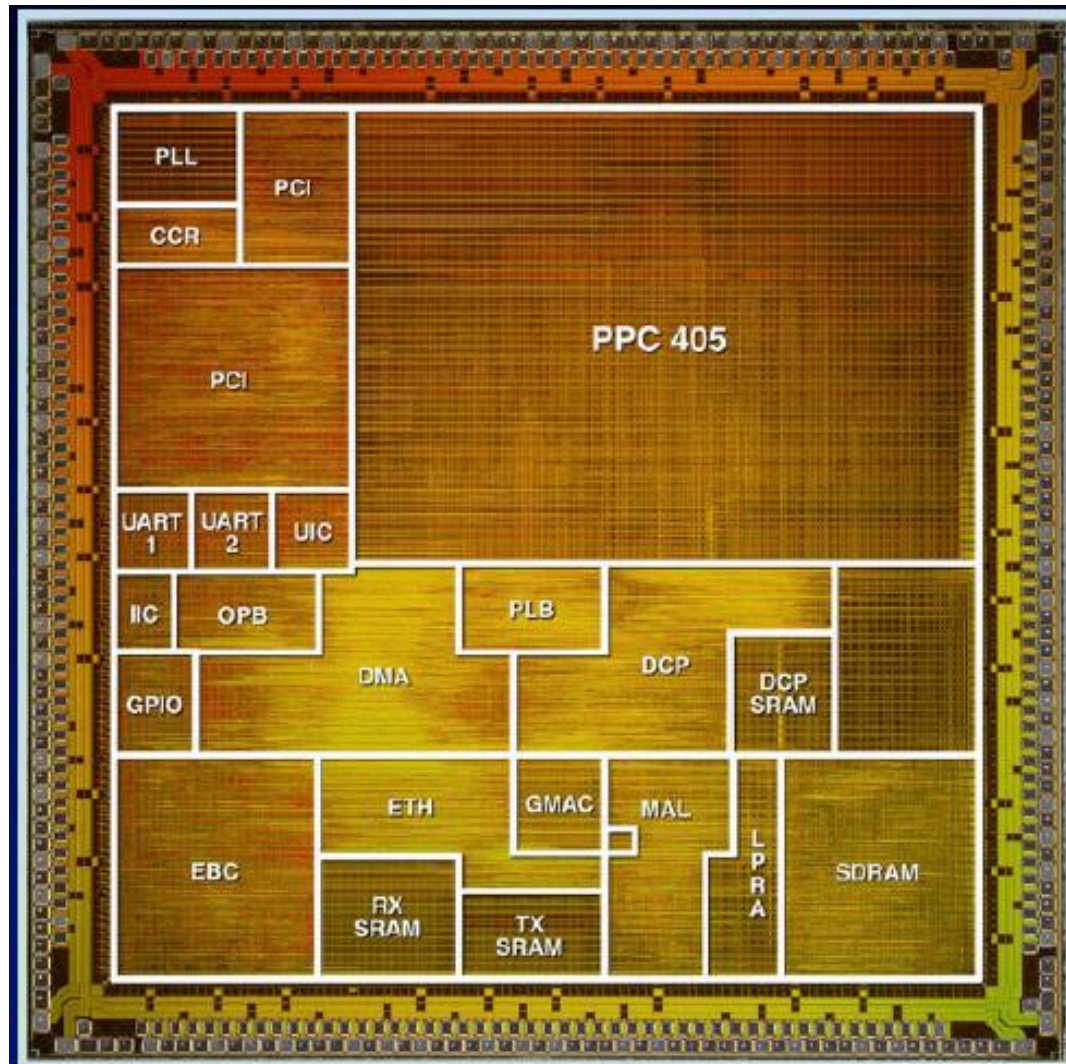 PLL
PCI
CCR
PPC 405
PCI
UART
1
UART
2
UIC
IIC
OPB
PLB
DMA
DCP
GPIO
DCP
SRAM
ETH
GMAC
MAL
EBC
L
P
R
A
SDRAM
RX
SRAM
TX
SRAM